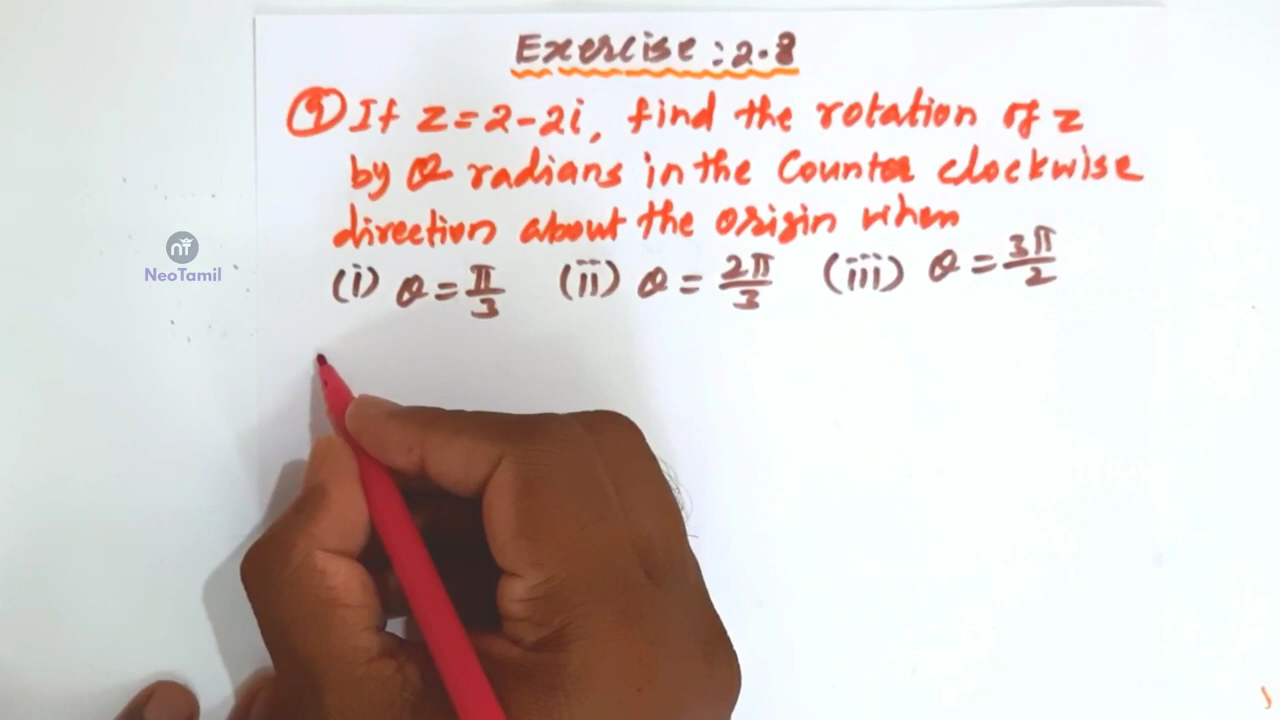 Exercise : 2.8
9 If z = 2 - 2i, find the rotation of z
by θ radians in the Counter clockwise
direction about the origin when
(i) θ = π/3 (ii) θ = 2π/3 (iii) θ = 3π/2
NeoTamil